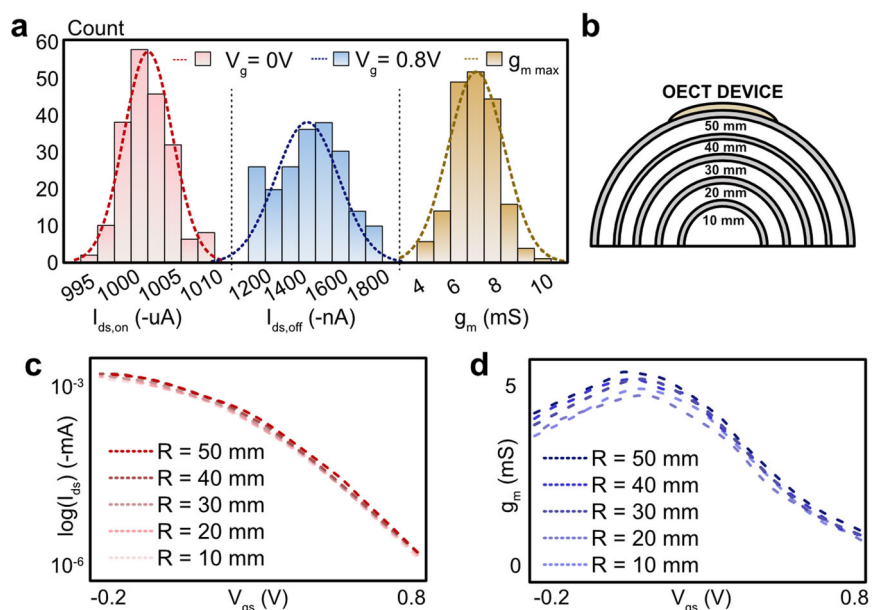 a
Count
60
50
40
30
20
10
0
V_g = 0V
V_g = 0.8V
g_m max
995
1000
1005
1010
1200
1400
1600
1800
4
6
8
10
I_ds,on (-uA)
I_ds,off (-nA)
g_m (mS)
b
OECT DEVICE
50 mm
40 mm
30 mm
20 mm
10 mm
c
log(I_ds) (-mA)
10^-3
10^-6
R = 50 mm
R = 40 mm
R = 30 mm
R = 20 mm
R = 10 mm
-0.2
V_gs (V)
0.8
d
g_m (mS)
5
0
R = 50 mm
R = 40 mm
R = 30 mm
R = 20 mm
R = 10 mm
-0.2
V_gs (V)
0.8